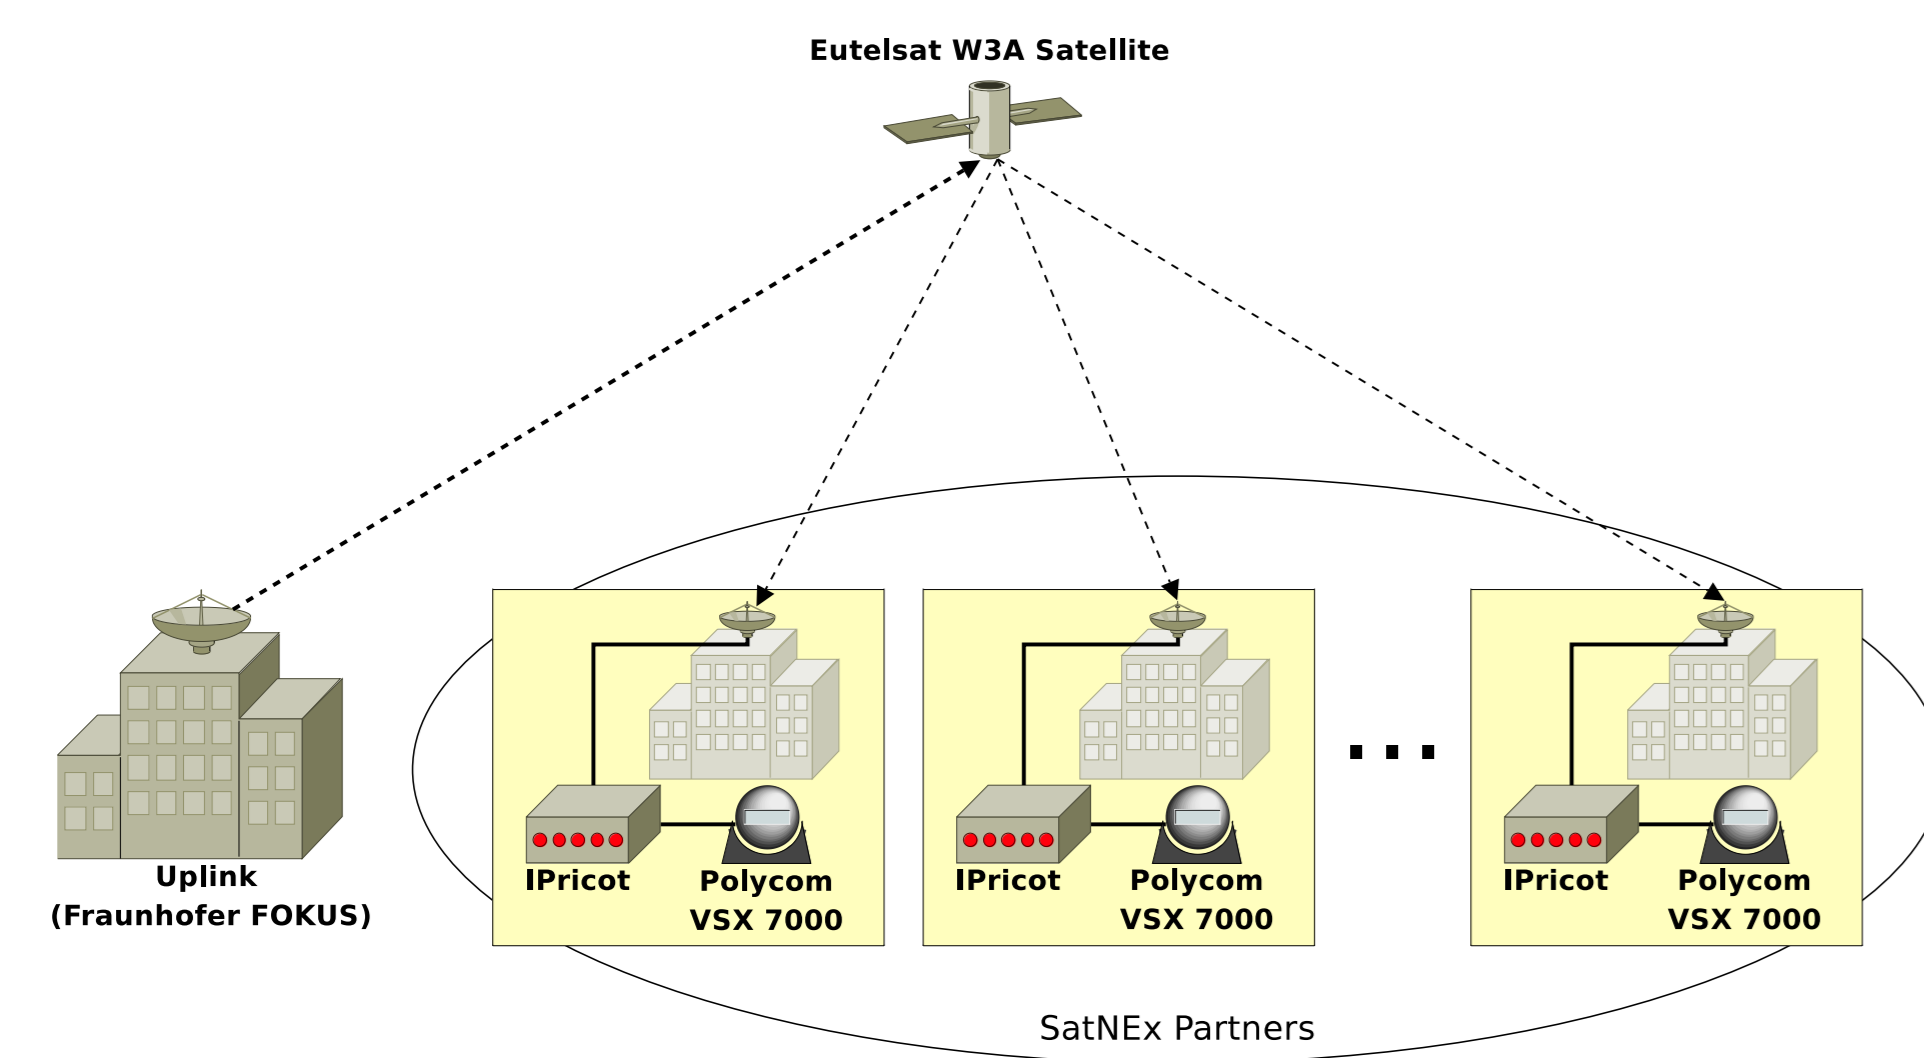 Eutelsat W3A Satellite
Uplink
(Fraunhofer FOKUS)
IPricot
Polycom
VSX 7000
IPricot
Polycom
VSX 7000
. . .
IPricot
Polycom
VSX 7000
SatNEx Partners